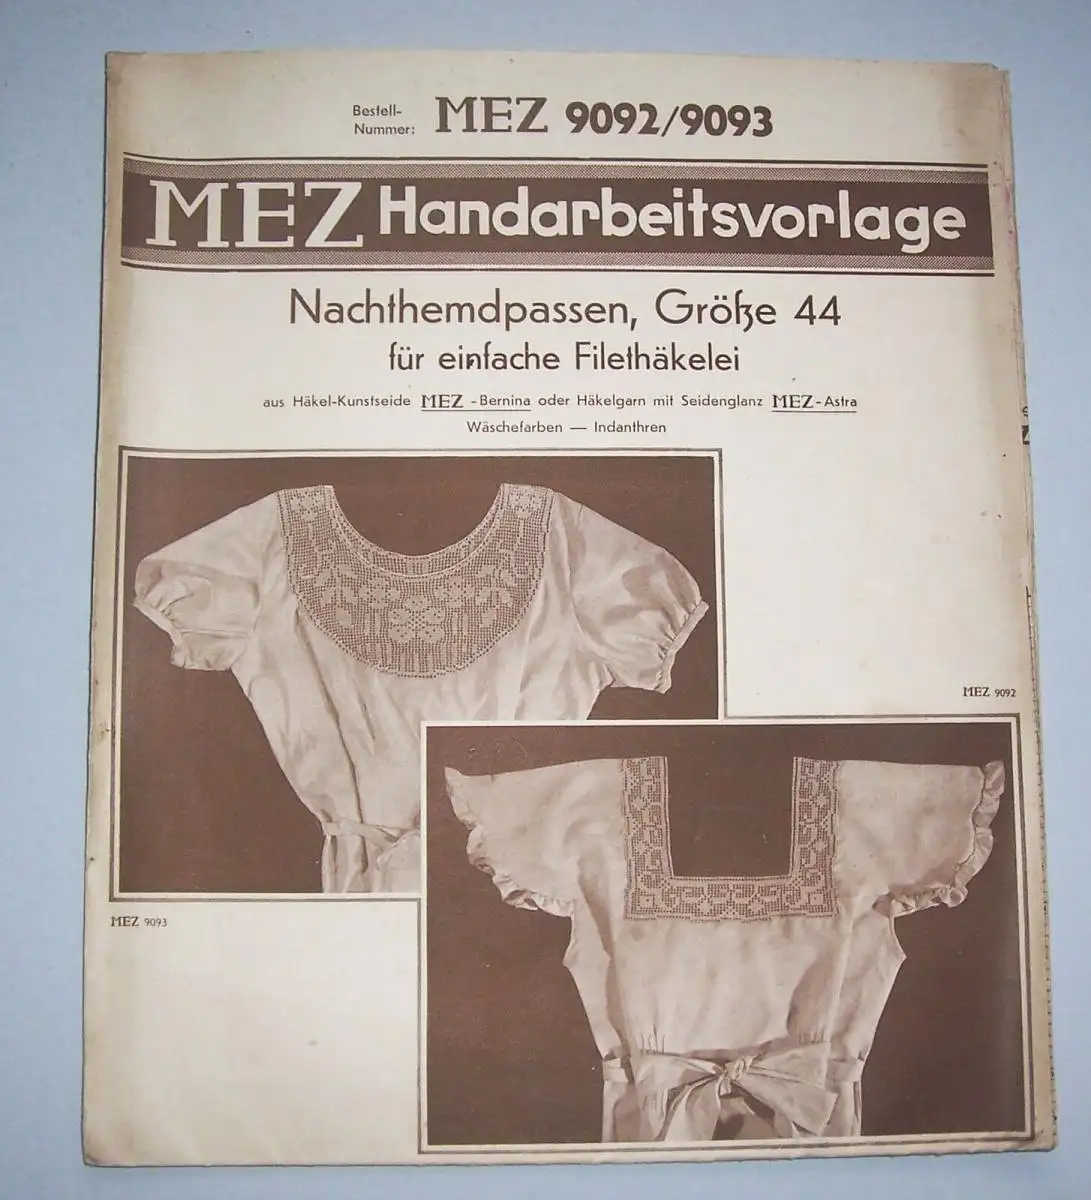 Bestell-
Nummer: MEZ 9092/9093
MEZ Handarbeitsvorlage
Nachthemdpassen, Größe 44
für einfache Filethäkelei
aus Häkel-Kunstseide MEZ -Bernina oder Häkelgarn mit Seidenglanz MEZ-Astra
Wäschefarben — Indanthren
MEZ 9092
MEZ 9093